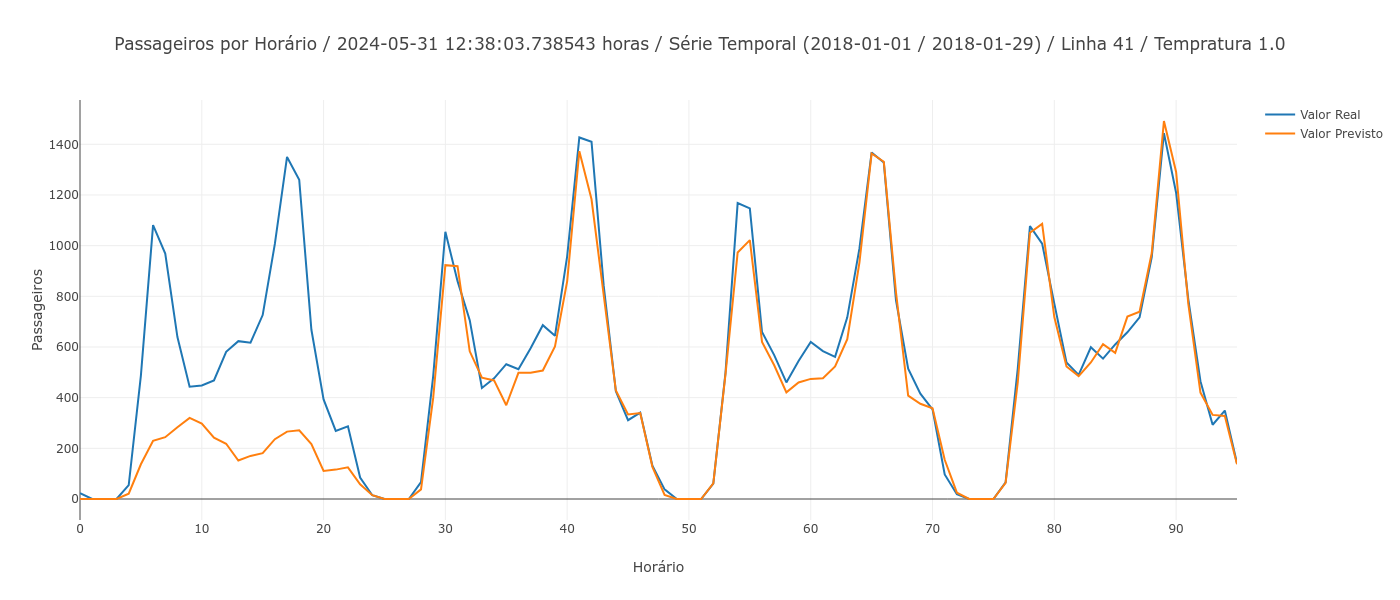 Passageiros por Horário / 2024-05-31 12:38:03.738543 horas / Série Temporal (2018-01-01 / 2018-01-29) / Linha 41 / Tempratura 1.0
Valor Real
Valor Previsto
Passageiros
1400
1200
1000
800
600
400
200
0
0 10 20 30 40 50 60 70 80 90
Horário